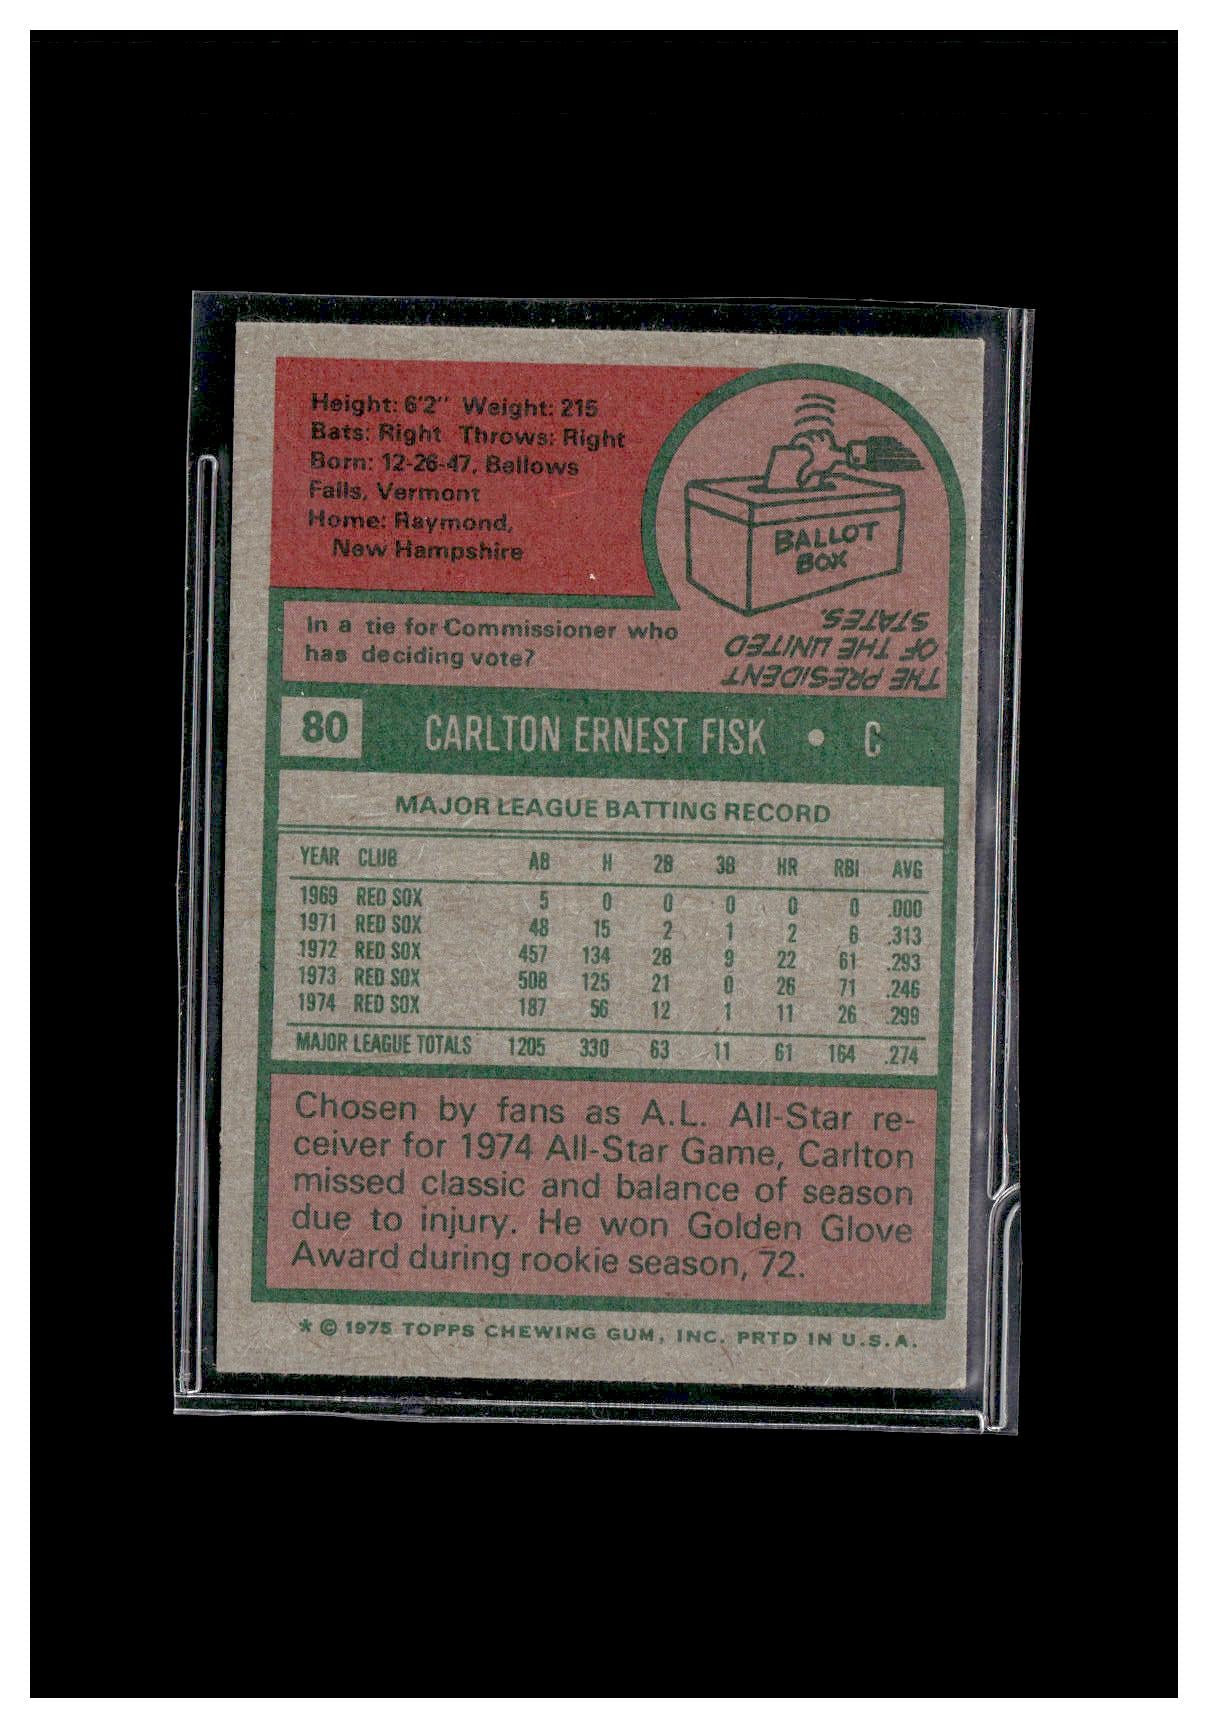 Height: 6'2" Weight: 215
Bats: Right Throws: Right
Born: 12-26-47, Bellows
Falls, Vermont
Home: Raymond,
New Hampshire
BALLOT
BOX
In a tie for Commissioner who
has deciding vote?
THE PRESIDENT
OF THE UNITED
STATES.
80 CARLTON ERNEST FISK • C
MAJOR LEAGUE BATTING RECORD
YEAR CLUB AB H 2B 3B HR RBI AVG
1969 RED SOX 5 0 0 0 0 0 .000
1971 RED SOX 48 15 2 1 2 6 .313
1972 RED SOX 457 134 28 9 22 61 .293
1973 RED SOX 508 125 21 0 26 71 .246
1974 RED SOX 187 56 12 1 11 26 .299
MAJOR LEAGUE TOTALS 1205 330 63 11 61 164 .274
Chosen by fans as A.L. All-Star re-
ceiver for 1974 All-Star Game, Carlton
missed classic and balance of season
due to injury. He won Golden Glove
Award during rookie season, 72.
* © 1975 TOPPS CHEWING GUM, INC. PRTD IN U.S.A.